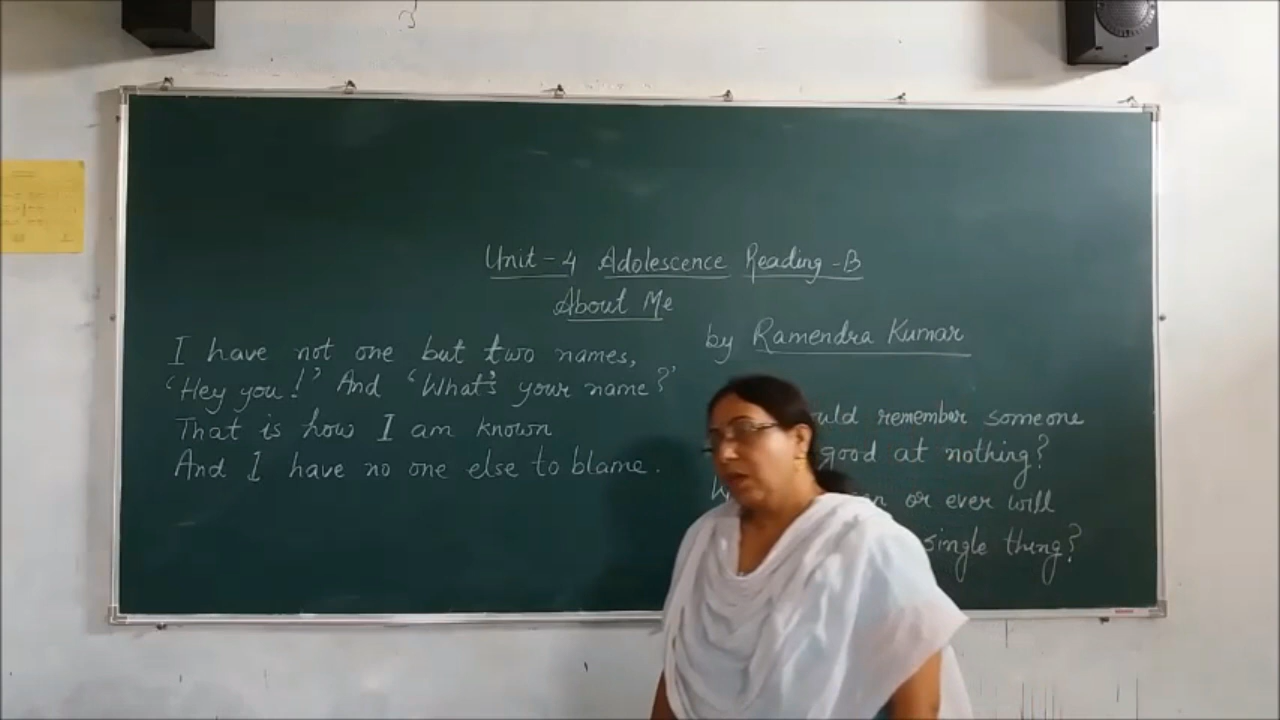 Unit - 4 Adolescence Reading - B
About Me
by Ramendra Kumar
I have not one but two names,
'Hey you!' And 'What's your name?'
That is how I am known
And I have no one else to blame.
remember someone
good at nothing?
or ever will
single thing?